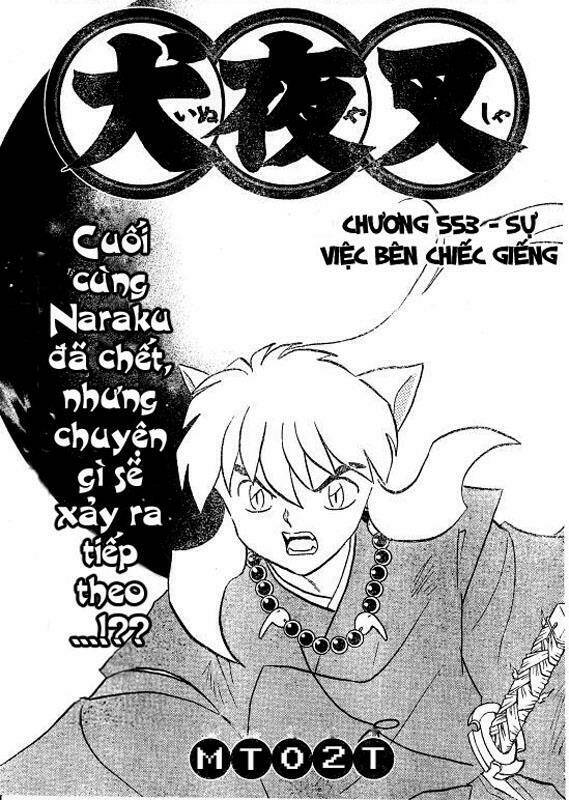 犬夜叉
いぬ や しゃ
CHƯƠNG 553 - SỰ
VIỆC BÊN CHIẾC GIẾNG
Cuối
cùng
Naraku
đã chết,
nhưng
chuyện
gì sẽ
xảy ra
tiếp
theo
....!??
MT02T